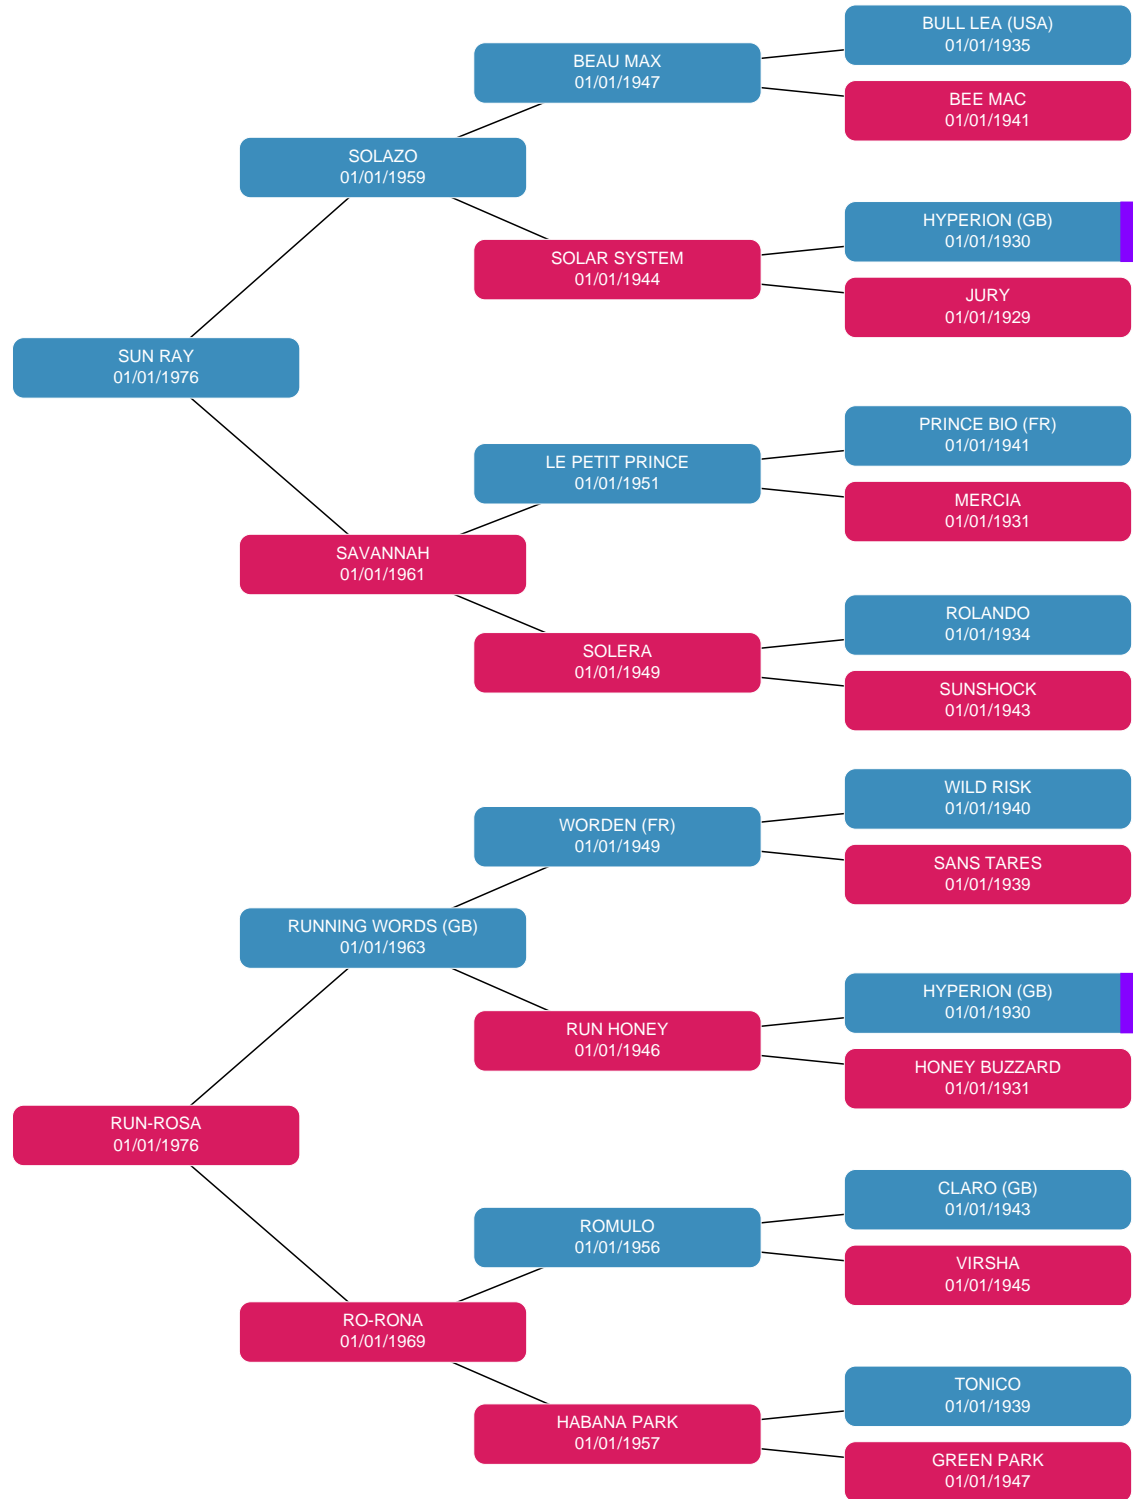 BULL LEA (USA)
01/01/1935
BEAU MAX
01/01/1947
BEE MAC
01/01/1941
SOLAZO
01/01/1959
HYPERION (GB)
01/01/1930
SOLAR SYSTEM
01/01/1944
JURY
01/01/1929
SUN RAY
01/01/1976
PRINCE BIO (FR)
01/01/1941
LE PETIT PRINCE
01/01/1951
MERCIA
01/01/1931
SAVANNAH
01/01/1961
ROLANDO
01/01/1934
SOLERA
01/01/1949
SUNSHOCK
01/01/1943
WILD RISK
01/01/1940
WORDEN (FR)
01/01/1949
SANS TARES
01/01/1939
RUNNING WORDS (GB)
01/01/1963
HYPERION (GB)
01/01/1930
RUN HONEY
01/01/1946
HONEY BUZZARD
01/01/1931
RUN-ROSA
01/01/1976
CLARO (GB)
01/01/1943
ROMULO
01/01/1956
VIRSHA
01/01/1945
RO-RONA
01/01/1969
TONICO
01/01/1939
HABANA PARK
01/01/1957
GREEN PARK
01/01/1947